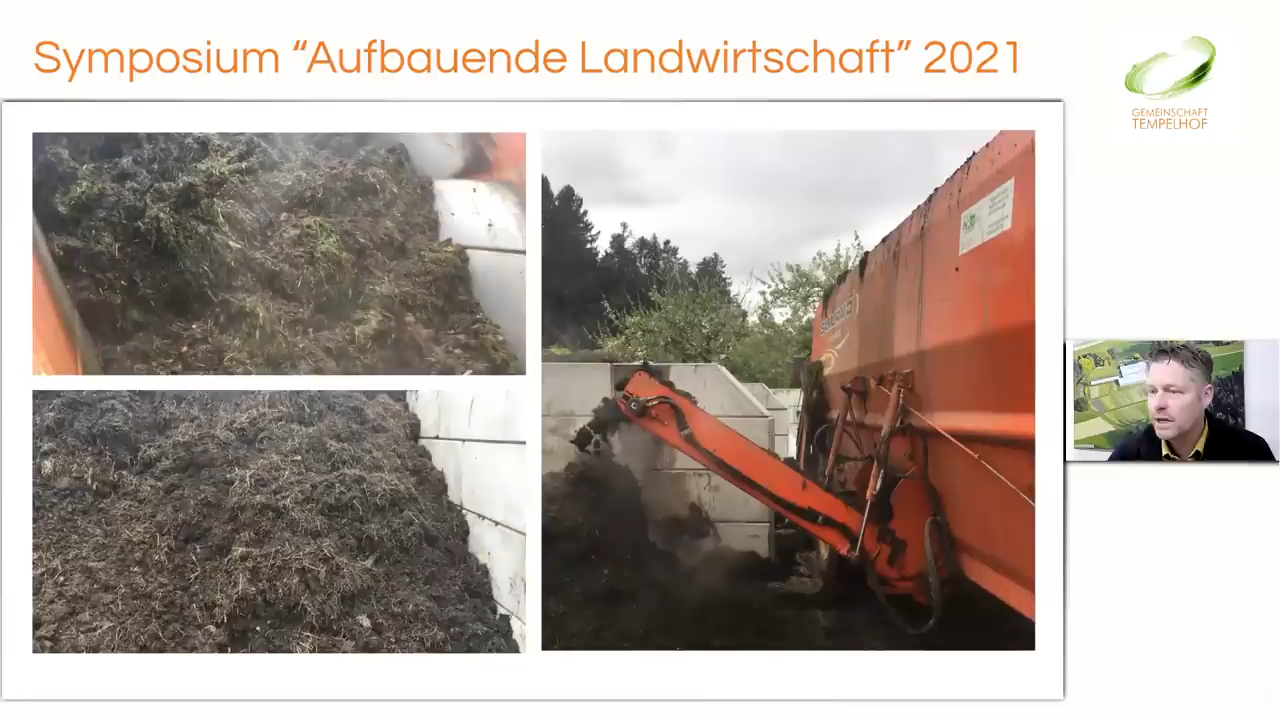 Symposium “Aufbauende Landwirtschaft” 2021
GEMEINSCHAFT
TEMPELHOF